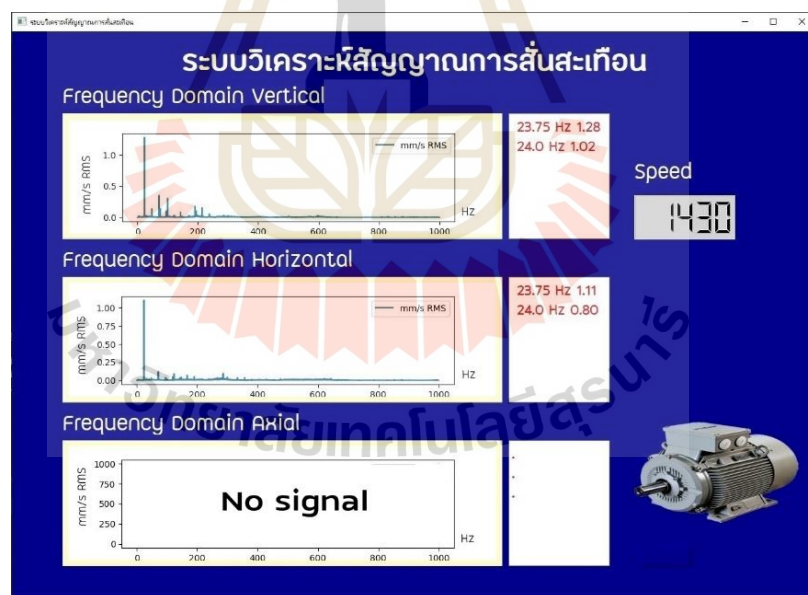 ระบบวิเคราะห์สัญญาณการสั่นสะเทือน
ระบบวิเคราะห์สัญญาณการสั่นสะเทือน
Frequency Domain Vertical
mm/s RMS
1.0
0.5
0.0
mm/s RMS
0 200 400 600 800 1000
Hz
23.75 Hz 1.28
24.0 Hz 1.02
Speed
1430
Frequency Domain Horizontal
mm/s RMS
1.00
0.75
0.50
0.25
0.00
mm/s RMS
0 200 400 600 800 1000
Hz
23.75 Hz 1.11
24.0 Hz 0.80
มหาวิทยาลัยเทคโนโลยีสุรนารี
Frequency Domain Axial
mm/s RMS
1000
750
500
250
0
No signal
0 200 400 600 800 1000
Hz